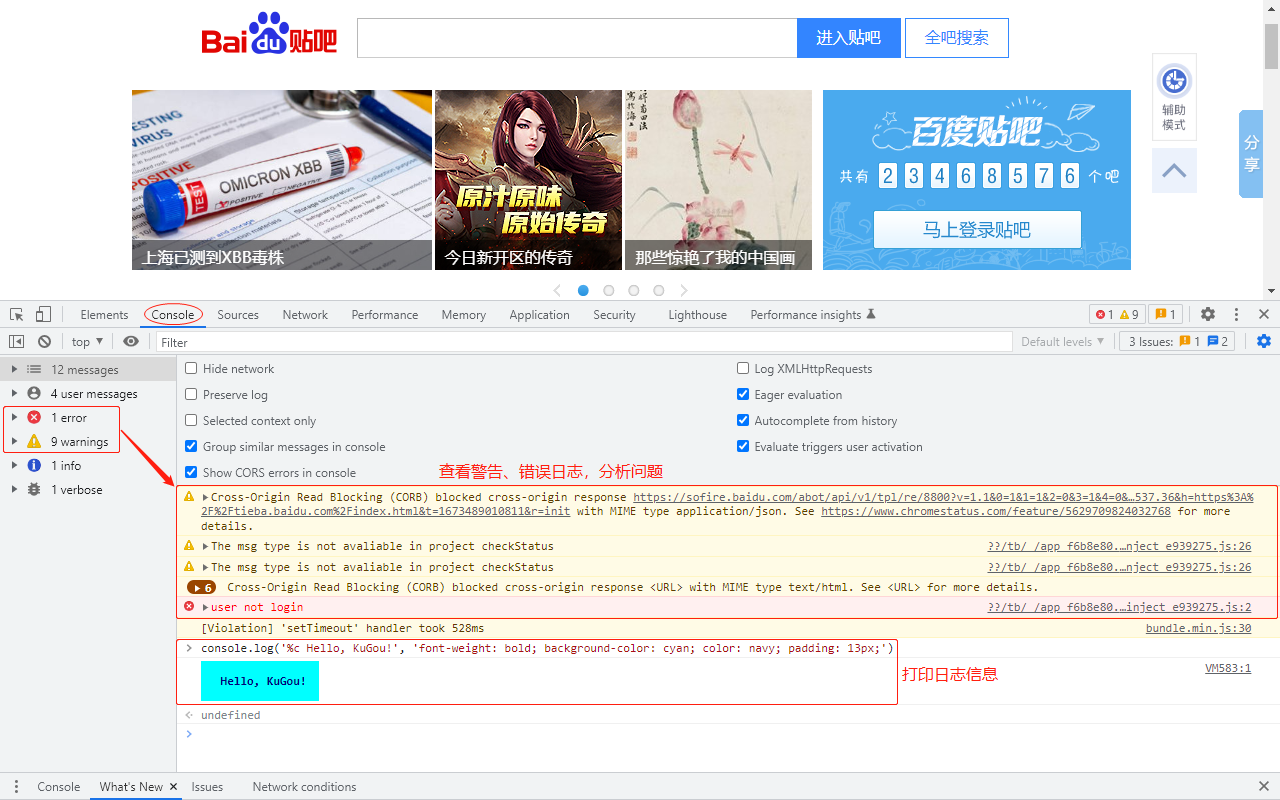 Bai du 贴吧
进入贴吧
全吧搜索
辅助
模式
分
享
TESTING
VIRUS
POSITIVE
TEST
OMICRON XBB
POSITIVE
NEGATIVE
上海已测到XBB毒株
原汁原味
原始传奇
今日新开区的传奇
那些惊艳了我的中国画
百度贴吧
共有 23468576 个吧
马上登录贴吧
Elements Console Sources Network Performance Memory Application Security Lighthouse Performance insights 1 9 1
top ▼ Filter Default levels ▼ 3 Issues: 1 2
12 messages
4 user messages
1 error
9 warnings
1 info
1 verbose
Hide network
Log XMLHttpRequests
Preserve log
Eager evaluation
Selected context only
Autocomplete from history
Group similar messages in console
Evaluate triggers user activation
Show CORS errors in console
查看警告、错误日志，分析问题
Cross-Origin Read Blocking (CORB) blocked cross-origin response https://sofire.baidu.com/abot/api/v1/tpl/re/8800?v=1.1&0=1&1=1&2=0&3=1&4=0&…537.36&h=https%3A%
2F%2Ftieba.baidu.com%2Findex.html&t=1673489010811&r=init with MIME type application/json. See https://www.chromestatus.com/feature/5629709824032768 for more
details.
The msg type is not avaliable in project checkStatus ??/tb/_/app_f6b8e80.…nject_e939275.js:26
The msg type is not avaliable in project checkStatus ??/tb/_/app_f6b8e80.…nject_e939275.js:26
6 Cross-Origin Read Blocking (CORB) blocked cross-origin response <URL> with MIME type text/html. See <URL> for more details.
user not login ??/tb/_/app_f6b8e80.…inject_e939275.js:2
[Violation] 'setTimeout' handler took 528ms bundle.min.js:30
> console.log('%c Hello, KuGou!', 'font-weight: bold; background-color: cyan; color: navy; padding: 13px;')
Hello, KuGou! VM583:1
打印日志信息
undefined
>
Console What's New × Issues Network conditions